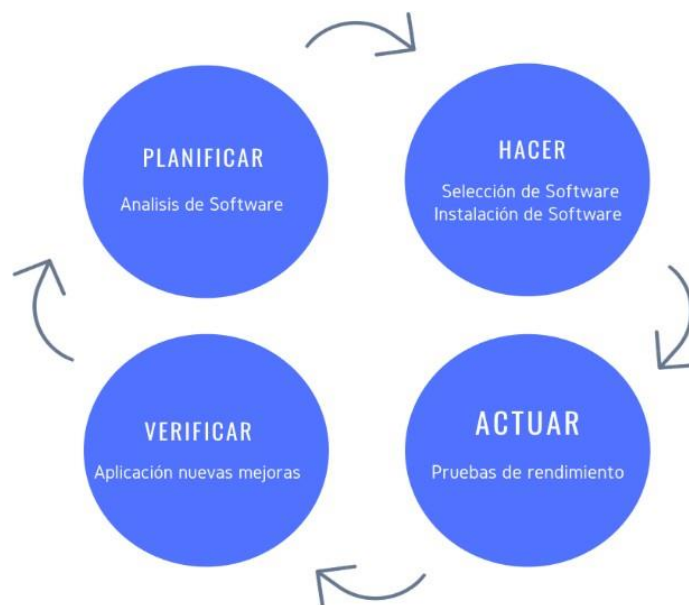 PLANIFICAR
Analisis de Software
HACER
Selección de Software
Instalación de Software
VERIFICAR
Aplicación nuevas mejoras
ACTUAR
Pruebas de rendimiento